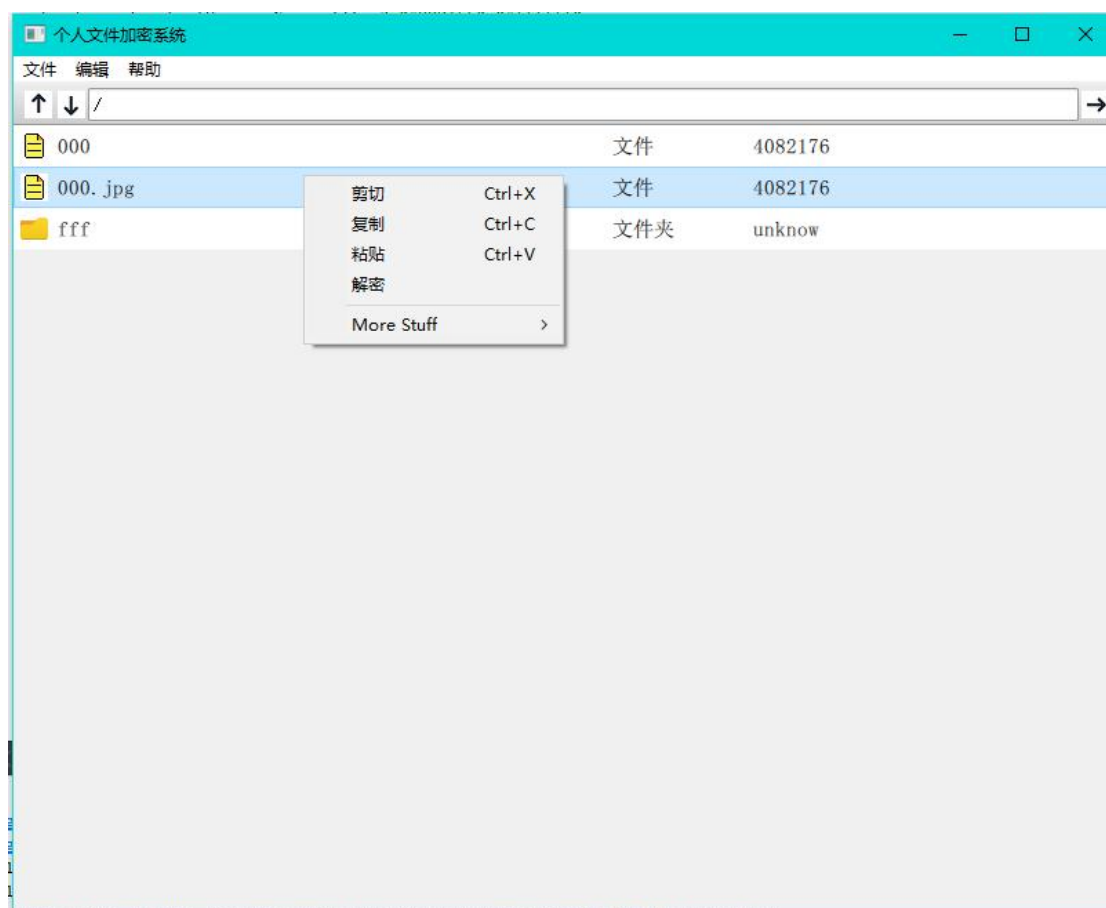 个人文件加密系统
文件 编辑 帮助
/
000 文件 4082176
000.jpg 文件 4082176
fff 文件夹 unknow
剪切 Ctrl+X
复制 Ctrl+C
粘贴 Ctrl+V
解密
More Stuff